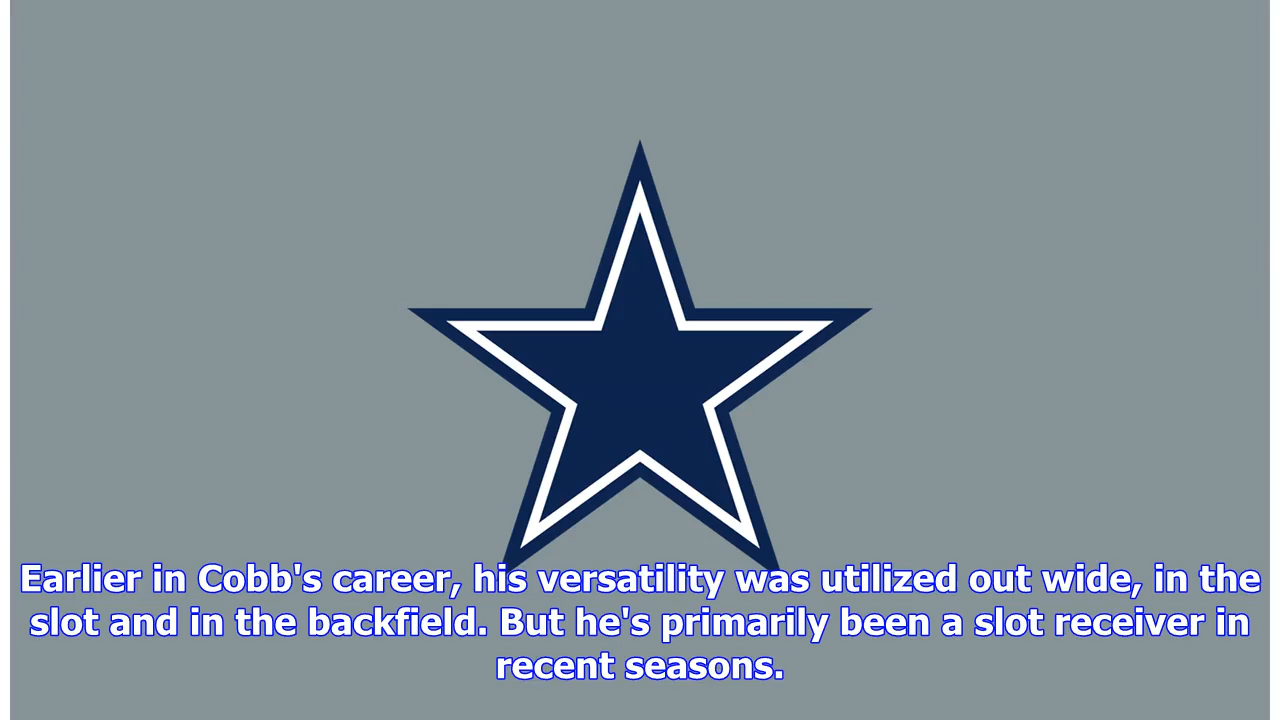 Earlier in Cobb's career, his versatility was utilized out wide, in the
slot and in the backfield. But he's primarily been a slot receiver in
recent seasons.